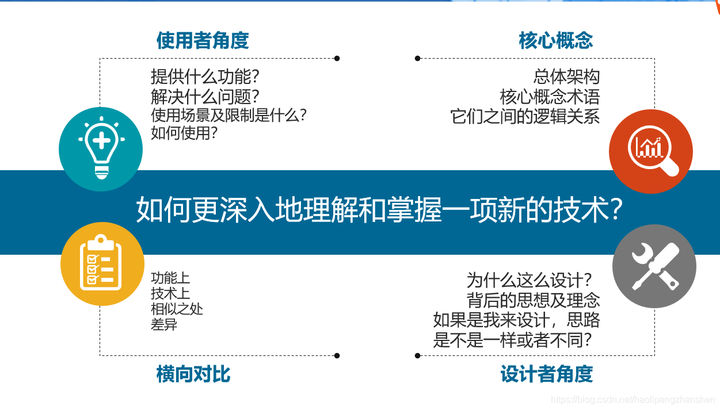 使用者角度
提供什么功能？
解决什么问题？
使用场景及限制是什么？
如何使用？
核心概念
总体架构
核心概念术语
它们之间的逻辑关系
如何更深入地理解和掌握一项新的技术？
功能上
技术上
相似之处
差异
横向对比
为什么这么设计？
背后的思想及理念
如果是我来设计，思路
是不是一样或者不同？
设计者角度